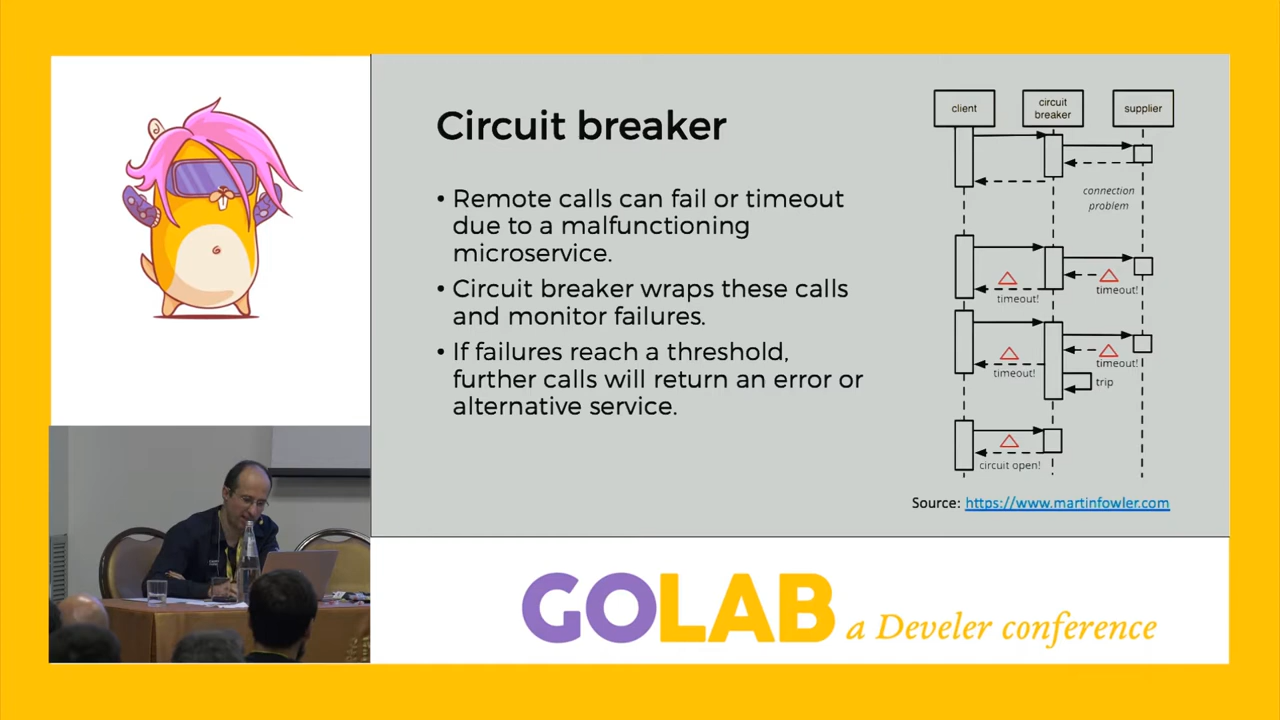 Circuit breaker
• Remote calls can fail or timeout
due to a malfunctioning
microservice.
• Circuit breaker wraps these calls
and monitor failures.
• If failures reach a threshold,
further calls will return an error or
alternative service.
client
circuit
breaker
supplier
connection
problem
timeout!
timeout!
timeout!
timeout!
trip
circuit open!
Source: https://www.martinfowler.com
GOLAB a Develer conference